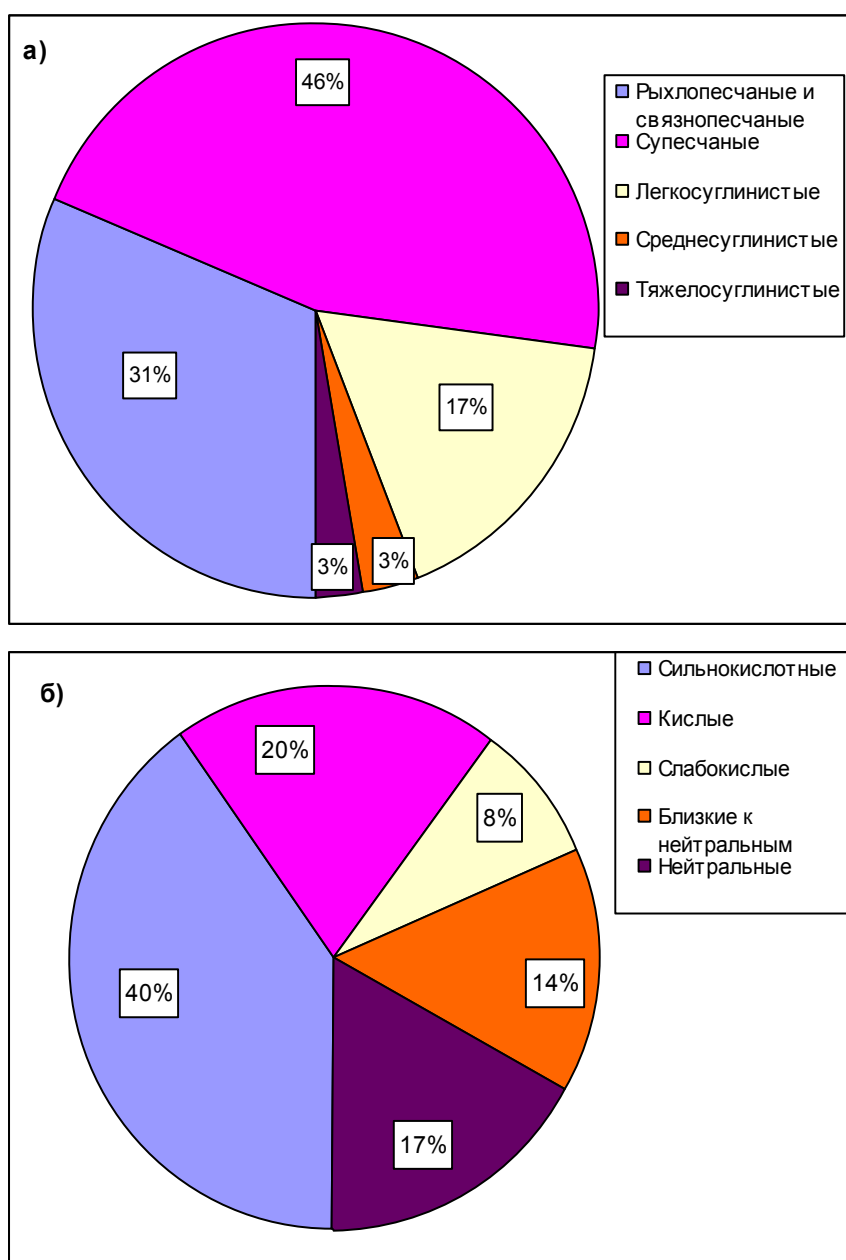 а)
46%
31%
17%
3%
3%
Рыхлопесчаные и
связнопесчаные
Супесчаные
Легкосуглинистые
Среднесуглинистые
Тяжелосуглинистые
б)
20%
8%
40%
14%
17%
Сильнокислотные
Кислые
Слабокислые
Близкие к
нейтральным
Нейтральные